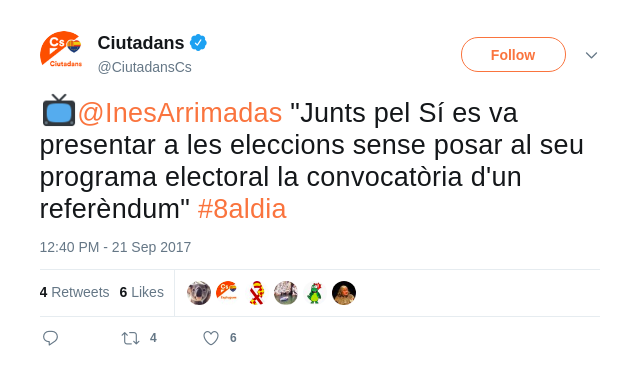 Cs
Ciutadans
Ciutadans
@CiutadansCs
Follow
@InesArrimadas "Junts pel Sí es va
presentar a les eleccions sense posar al seu
programa electoral la convocatòria d'un
referèndum" #8aldia
12:40 PM - 21 Sep 2017
4 Retweets 6 Likes
4
6